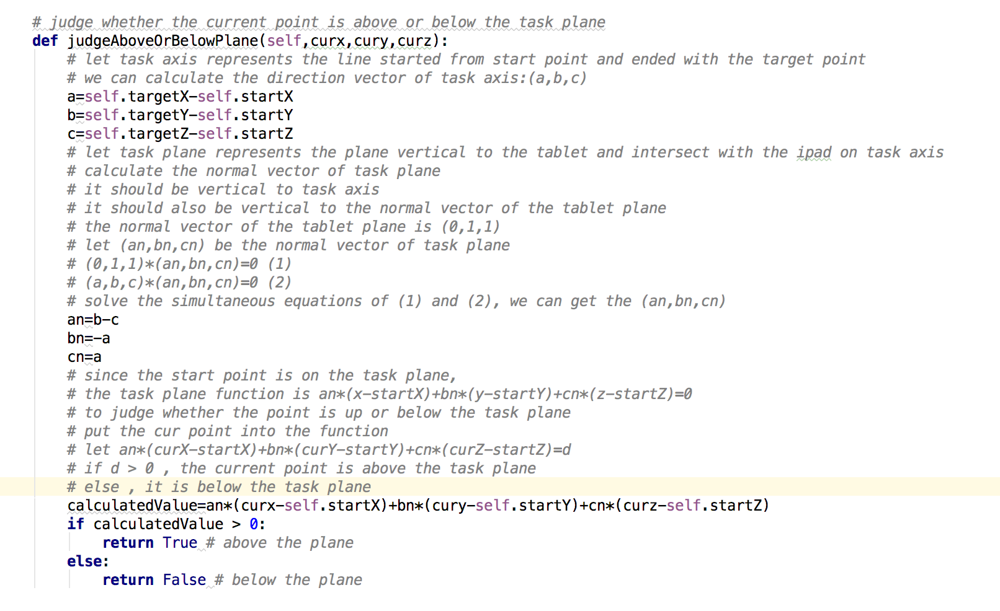 # judge whether the current point is above or below the task plane
def judgeAboveOrBelowPlane(self,curx,cury,curz):
# let task axis represents the line started from start point and ended with the target point
# we can calculate the direction vector of task axis:(a,b,c)
a=self.targetX-self.startX
b=self.targetY-self.startY
c=self.targetZ-self.startZ
# let task plane represents the plane vertical to the tablet and intersect with the ipad on task axis
# calculate the normal vector of task plane
# it should be vertical to task axis
# it should also be vertical to the normal vector of the tablet plane
# the normal vector of the tablet plane is (0,1,1)
# let (an,bn,cn) be the normal vector of task plane
# (0,1,1)*(an,bn,cn)=0 (1)
# (a,b,c)*(an,bn,cn)=0 (2)
# solve the simultaneous equations of (1) and (2), we can get the (an,bn,cn)
an=b-c
bn=-a
cn=a
# since the start point is on the task plane,
# the task plane function is an*(x-startX)+bn*(y-startY)+cn*(z-startZ)=0
# to judge whether the point is up or below the task plane
# put the cur point into the function
# let an*(curX-startX)+bn*(curY-startY)+cn*(curZ-startZ)=d
# if d > 0 , the current point is above the task plane
# else , it is below the task plane
calculatedValue=an*(curx-self.startX)+bn*(cury-self.startY)+cn*(curz-self.startZ)
if calculatedValue > 0:
return True # above the plane
else:
return False # below the plane